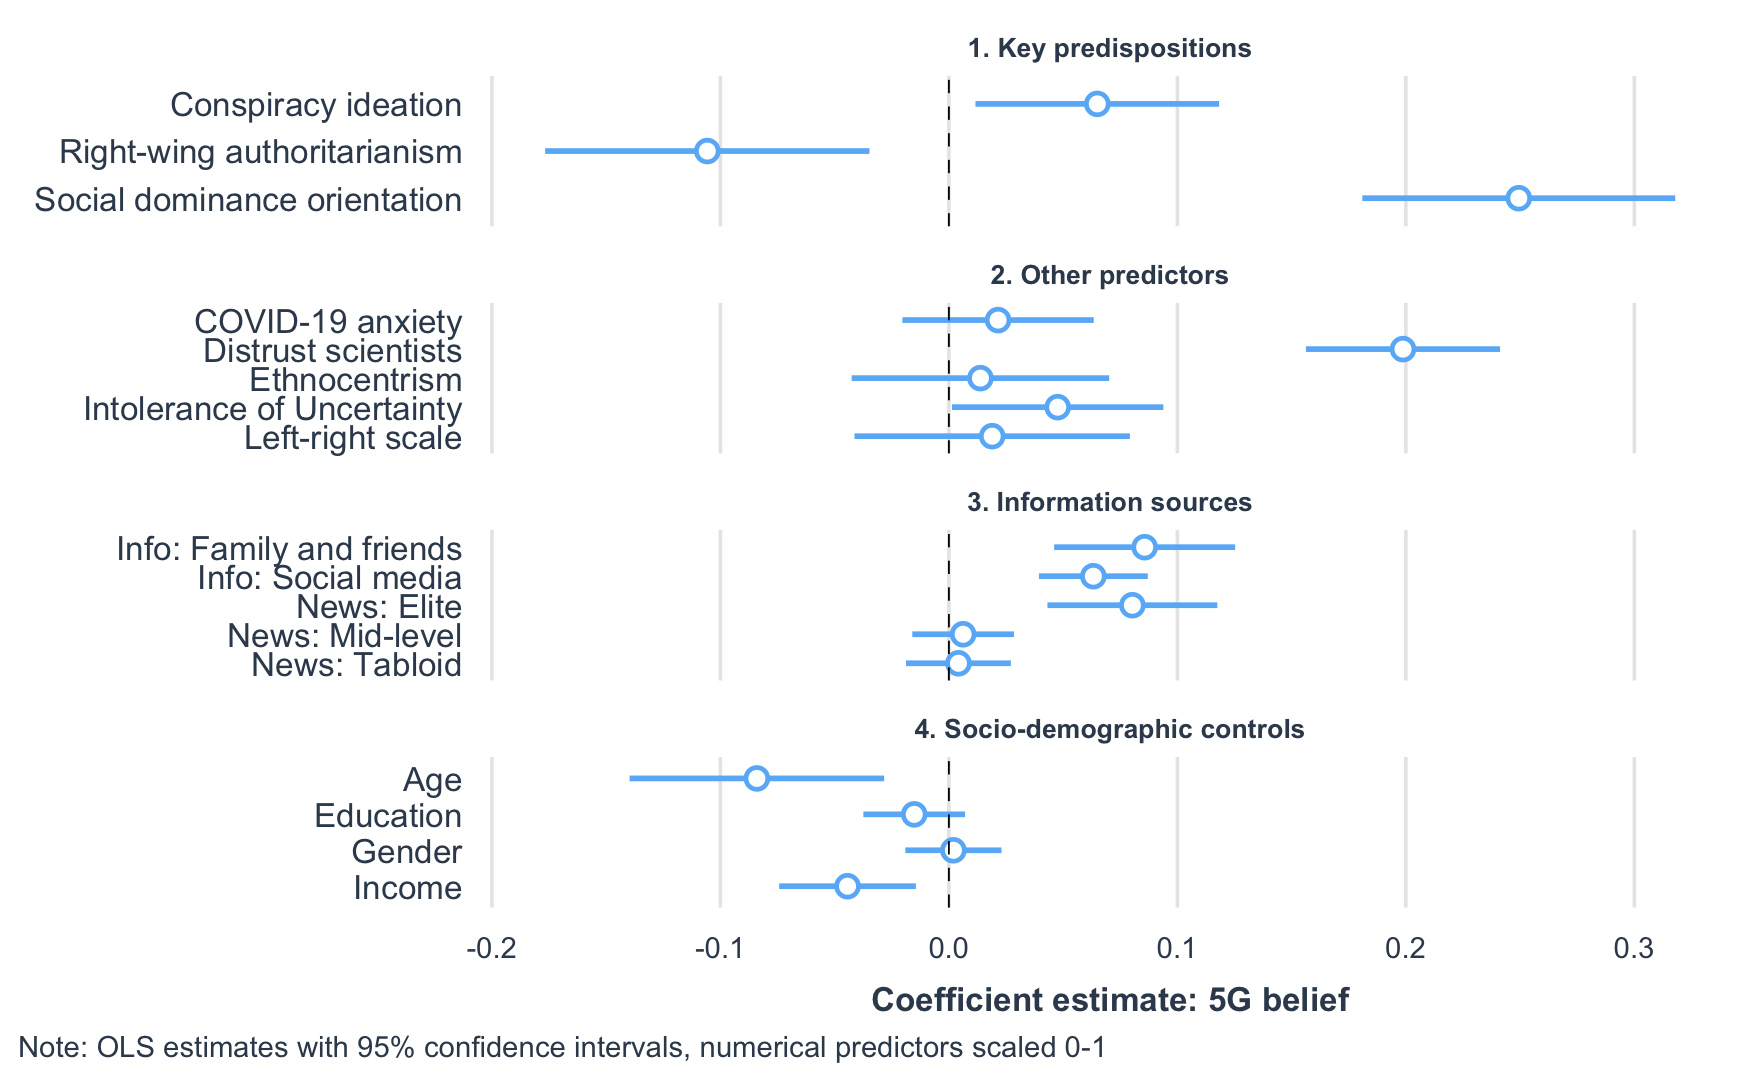 1. Key predispositions
Conspiracy ideation
Right-wing authoritarianism
Social dominance orientation
2. Other predictors
COVID-19 anxiety
Distrust scientists
Ethnocentrism
Intolerance of Uncertainty
Left-right scale
3. Information sources
Info: Family and friends
Info: Social media
News: Elite
News: Mid-level
News: Tabloid
4. Socio-demographic controls
Age
Education
Gender
Income
-0.2 -0.1 0.0 0.1 0.2 0.3
Coefficient estimate: 5G belief
Note: OLS estimates with 95% confidence intervals, numerical predictors scaled 0-1